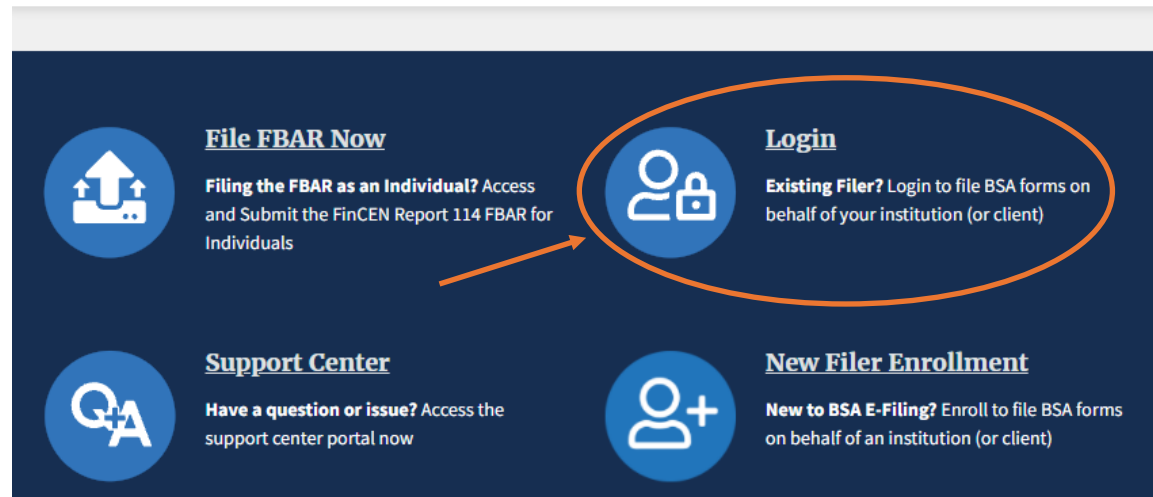 File FBAR Now
Filing the FBAR as an Individual? Access
and Submit the FinCEN Report 114 FBAR for
Individuals
Login
Existing Filer? Login to file BSA forms on
behalf of your institution (or client)
Q+A
Support Center
Have a question or issue? Access the
support center portal now
New Filer Enrollment
New to BSA E-Filing? Enroll to file BSA forms
on behalf of an institution (or client)